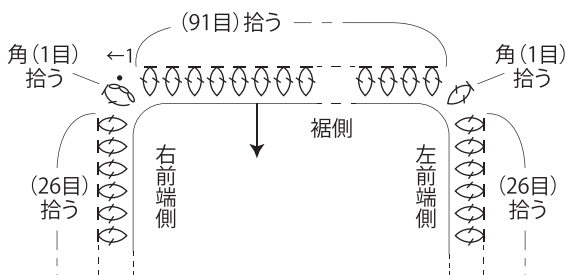 (91目)拾う
角(1目)
拾う
←1
角(1目)
拾う
裾側
右前端側
左前端側
(26目)
拾う
(26目)
拾う